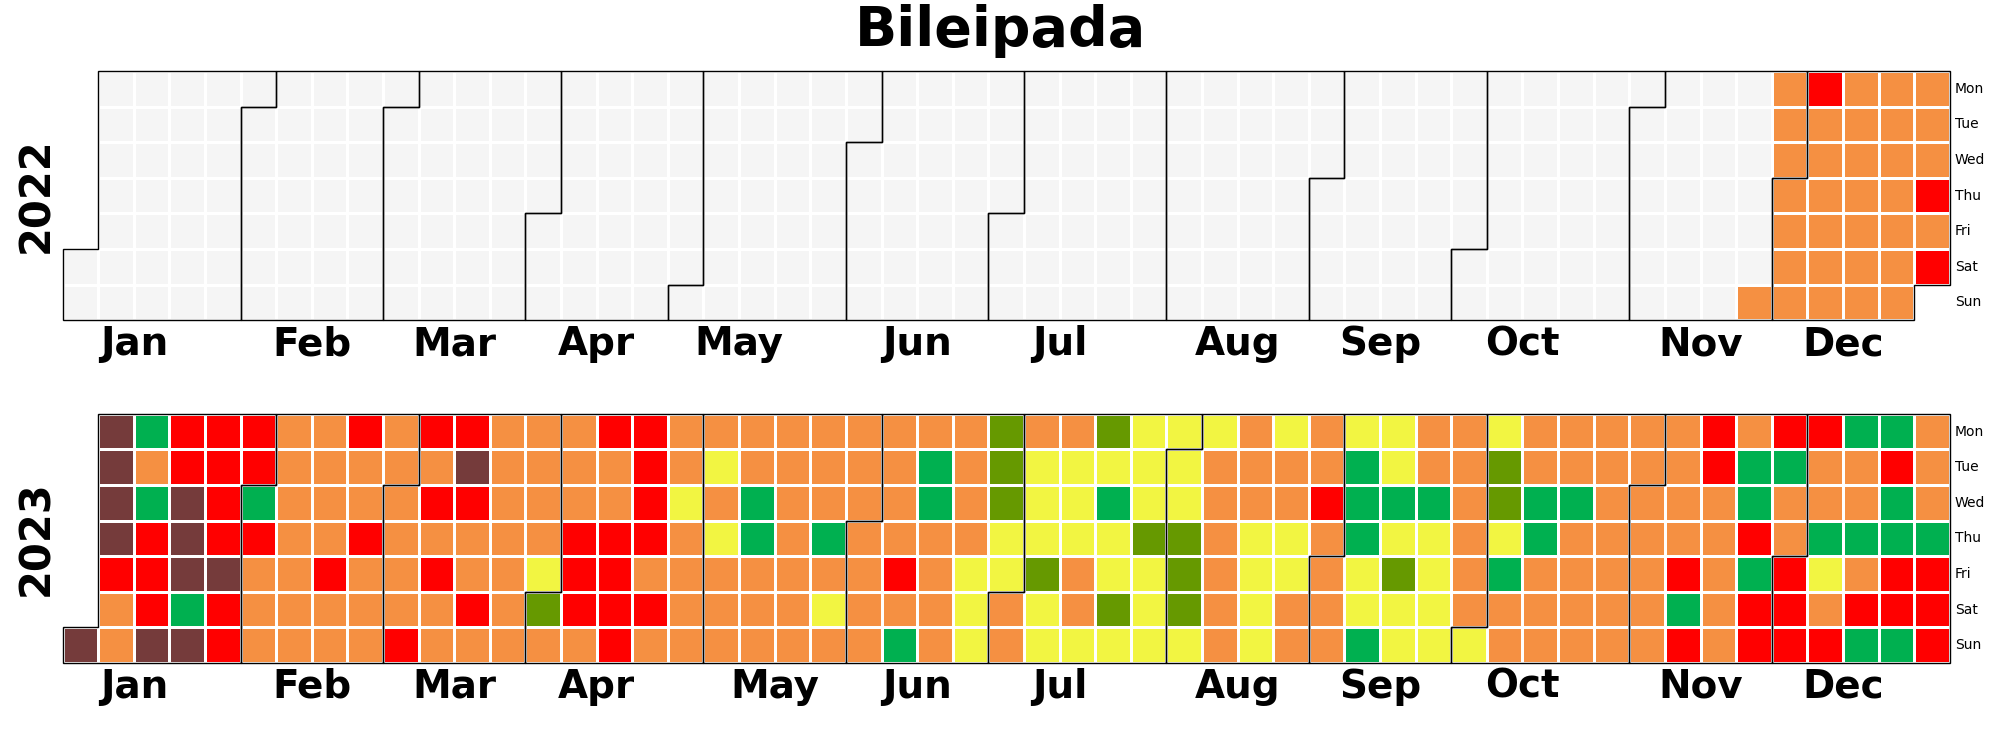 Bileipada
2022
Mon
Tue
Wed
Thu
Fri
Sat
Sun
Jan Feb Mar Apr May Jun Jul Aug Sep Oct Nov Dec
2023
Mon
Tue
Wed
Thu
Fri
Sat
Sun
Jan Feb Mar Apr May Jun Jul Aug Sep Oct Nov Dec